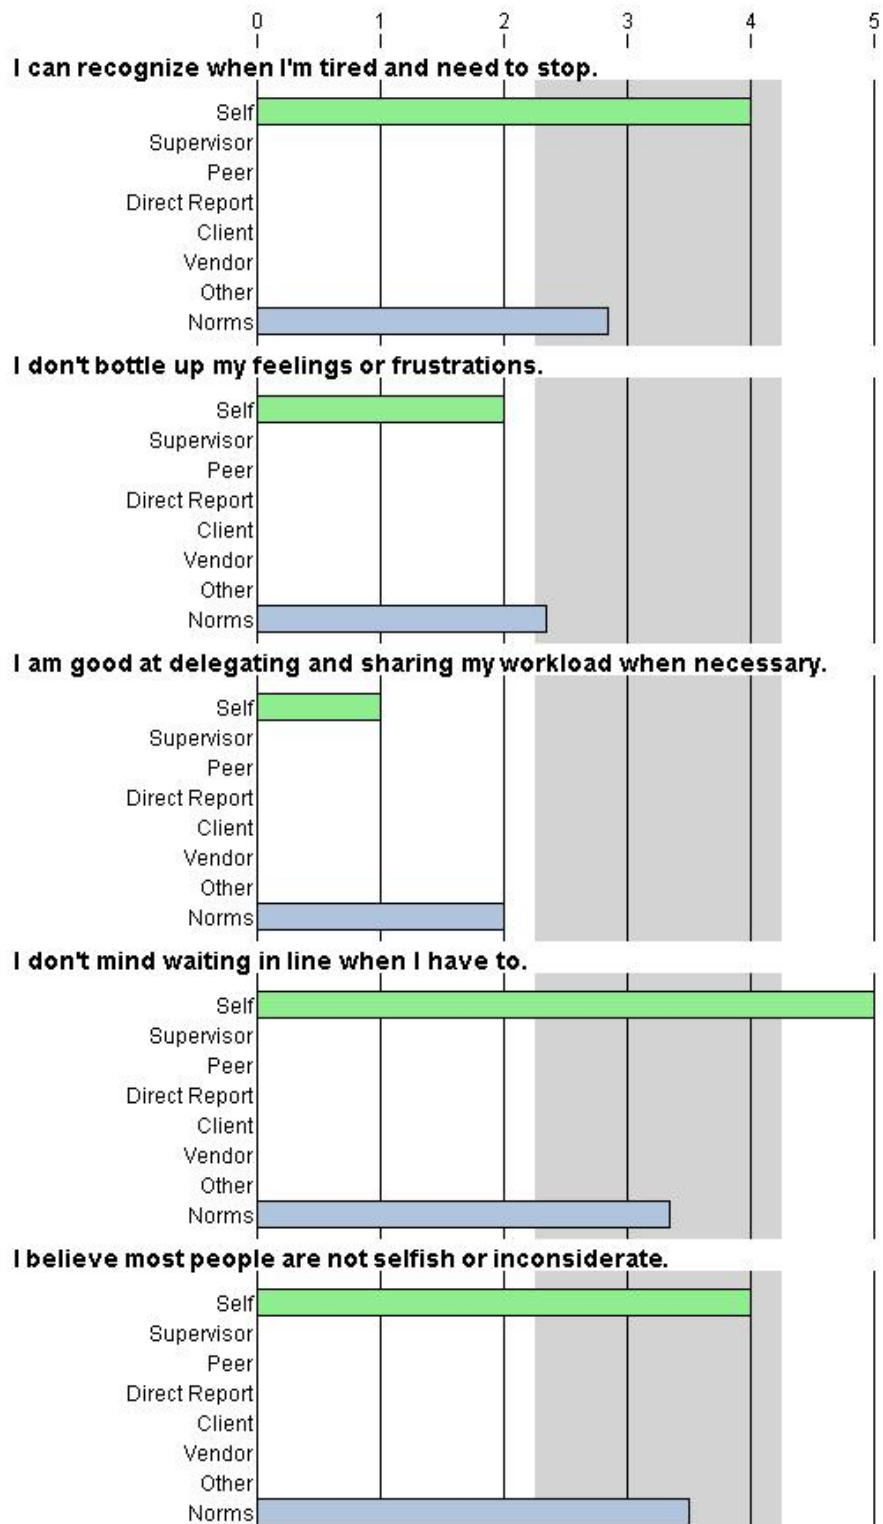 0 1 2 3 4 5
I can recognize when I'm tired and need to stop.
Self
Supervisor
Peer
Direct Report
Client
Vendor
Other
Norms
I don't bottle up my feelings or frustrations.
Self
Supervisor
Peer
Direct Report
Client
Vendor
Other
Norms
I am good at delegating and sharing my workload when necessary.
Self
Supervisor
Peer
Direct Report
Client
Vendor
Other
Norms
I don't mind waiting in line when I have to.
Self
Supervisor
Peer
Direct Report
Client
Vendor
Other
Norms
I believe most people are not selfish or inconsiderate.
Self
Supervisor
Peer
Direct Report
Client
Vendor
Other
Norms